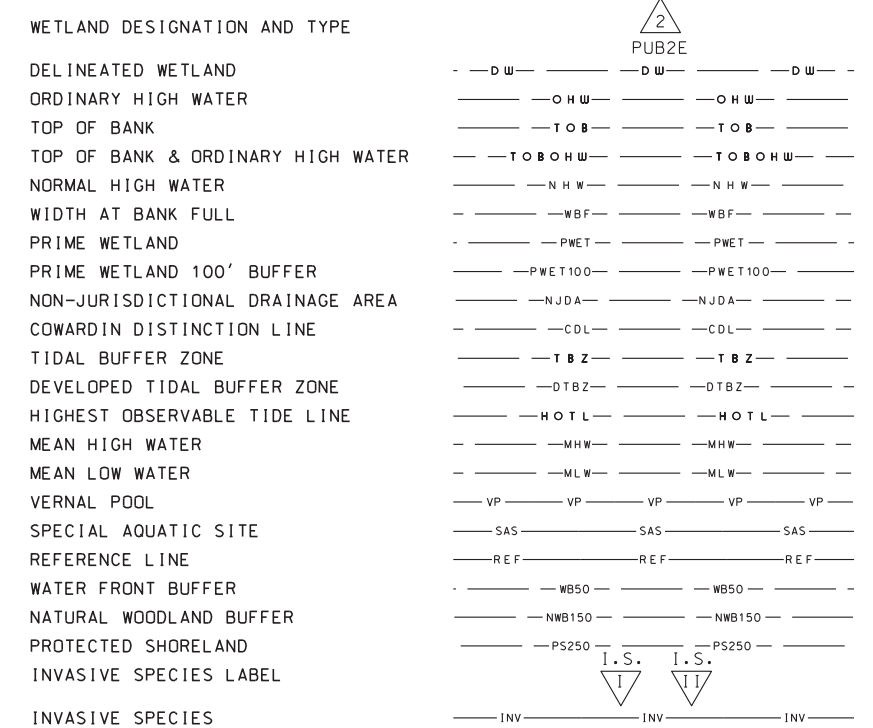 WETLAND DESIGNATION AND TYPE 2
PUB2E
DELINEATED WETLAND DW DW DW
ORDINARY HIGH WATER OHW OHW
TOP OF BANK TOB TOB
TOP OF BANK & ORDINARY HIGH WATER TOBOHW TOBOHW
NORMAL HIGH WATER NHW NHW
WIDTH AT BANK FULL WBF WBF
PRIME WETLAND PWET PWET
PRIME WETLAND 100' BUFFER PWET100 PWET100
NON-JURISDICTIONAL DRAINAGE AREA NJDA NJDA
COWARDIN DISTINCTION LINE CDL CDL
TIDAL BUFFER ZONE TBZ TBZ
DEVELOPED TIDAL BUFFER ZONE DTBZ DTBZ
HIGHEST OBSERVABLE TIDE LINE HOTL HOTL
MEAN HIGH WATER MHW MHW
MEAN LOW WATER MLW MLW
VERNAL POOL VP VP VP VP VP
SPECIAL AQUATIC SITE SAS SAS SAS
REFERENCE LINE REF REF REF
WATER FRONT BUFFER WB50 WB50
NATURAL WOODLAND BUFFER NWB150 NWB150
PROTECTED SHORELAND PS250 PS250
I.S. I.S.
INVASIVE SPECIES LABEL I II
INVASIVE SPECIES INV INV INV